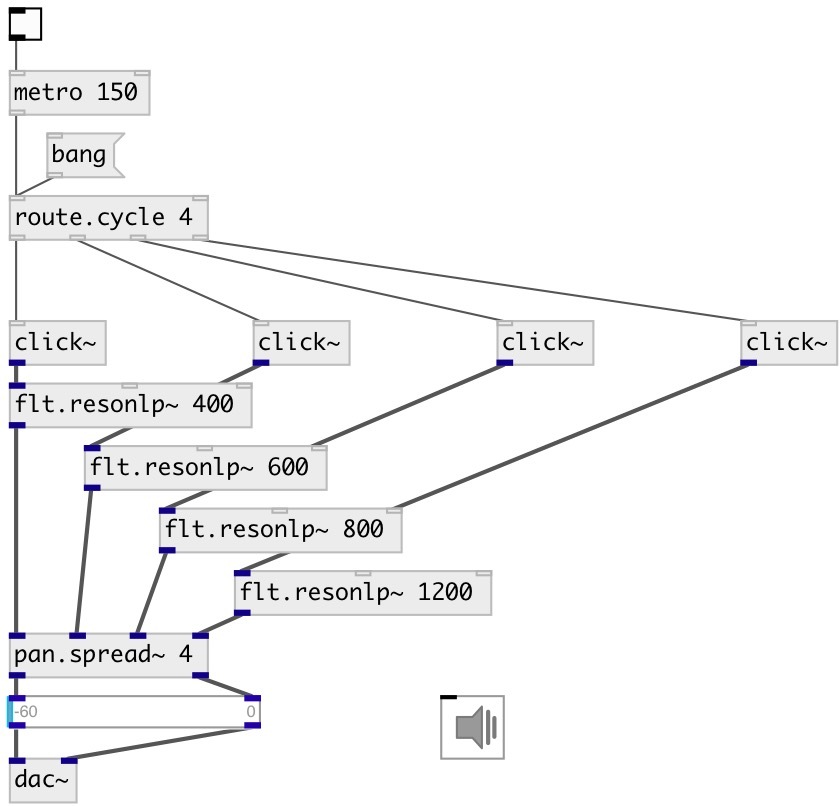 metro 150
bang
route.cycle 4
click~ click~ click~ click~
flt.resonlp~ 400
flt.resonlp~ 600
flt.resonlp~ 800
flt.resonlp~ 1200
pan.spread~ 4
-60 0
dac~